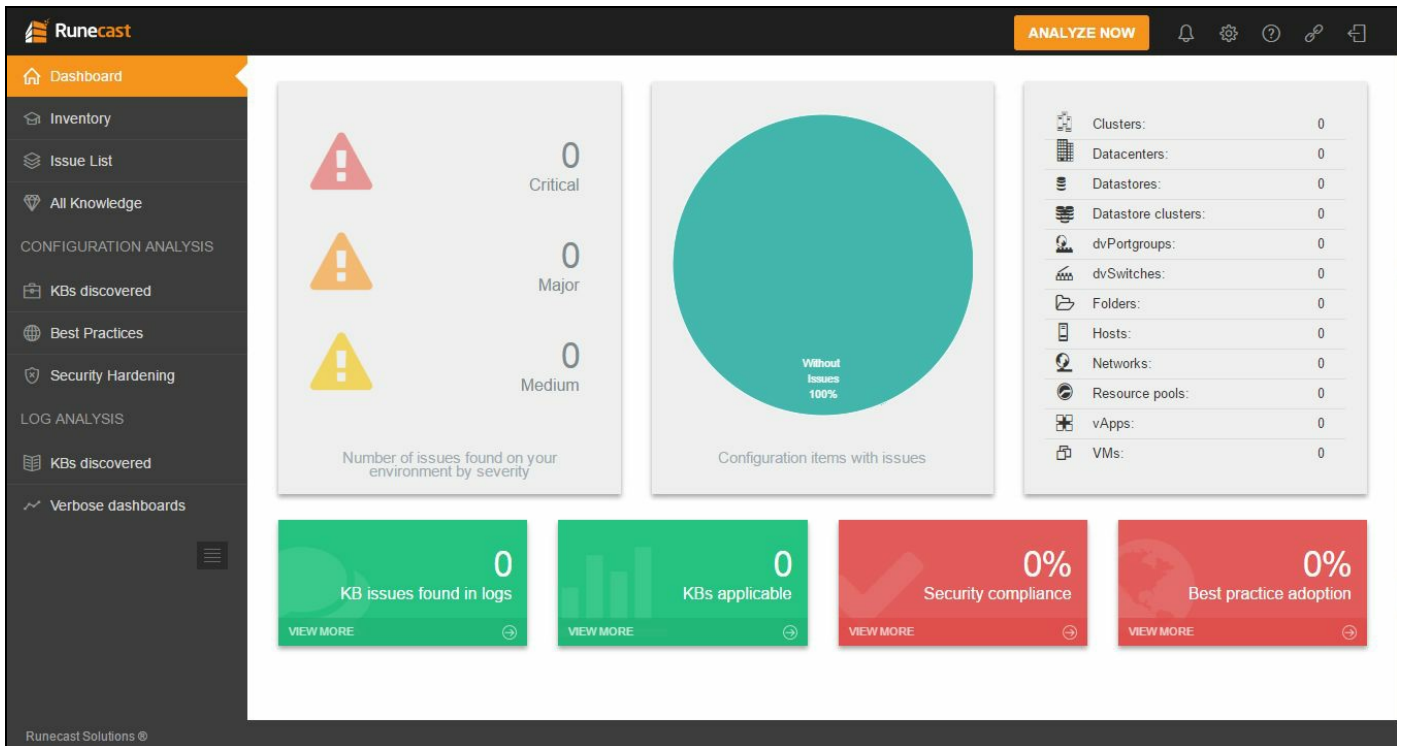 Runecast
ANALYZE NOW
Dashboard
Inventory
Issue List
All Knowledge
CONFIGURATION ANALYSIS
KBs discovered
Best Practices
Security Hardening
LOG ANALYSIS
KBs discovered
Verbose dashboards
0
Critical
0
Major
0
Medium
Number of issues found on your
environment by severity
Without
Issues
100%
Configuration items with issues
Clusters: 0
Datacenters: 0
Datastores: 0
Datastore clusters: 0
dvPortgroups: 0
dvSwitches: 0
Folders: 0
Hosts: 0
Networks: 0
Resource pools: 0
vApps: 0
VMs: 0
0
KB issues found in logs
VIEW MORE
0
KBs applicable
VIEW MORE
0%
Security compliance
VIEW MORE
0%
Best practice adoption
VIEW MORE
Runecast Solutions ®